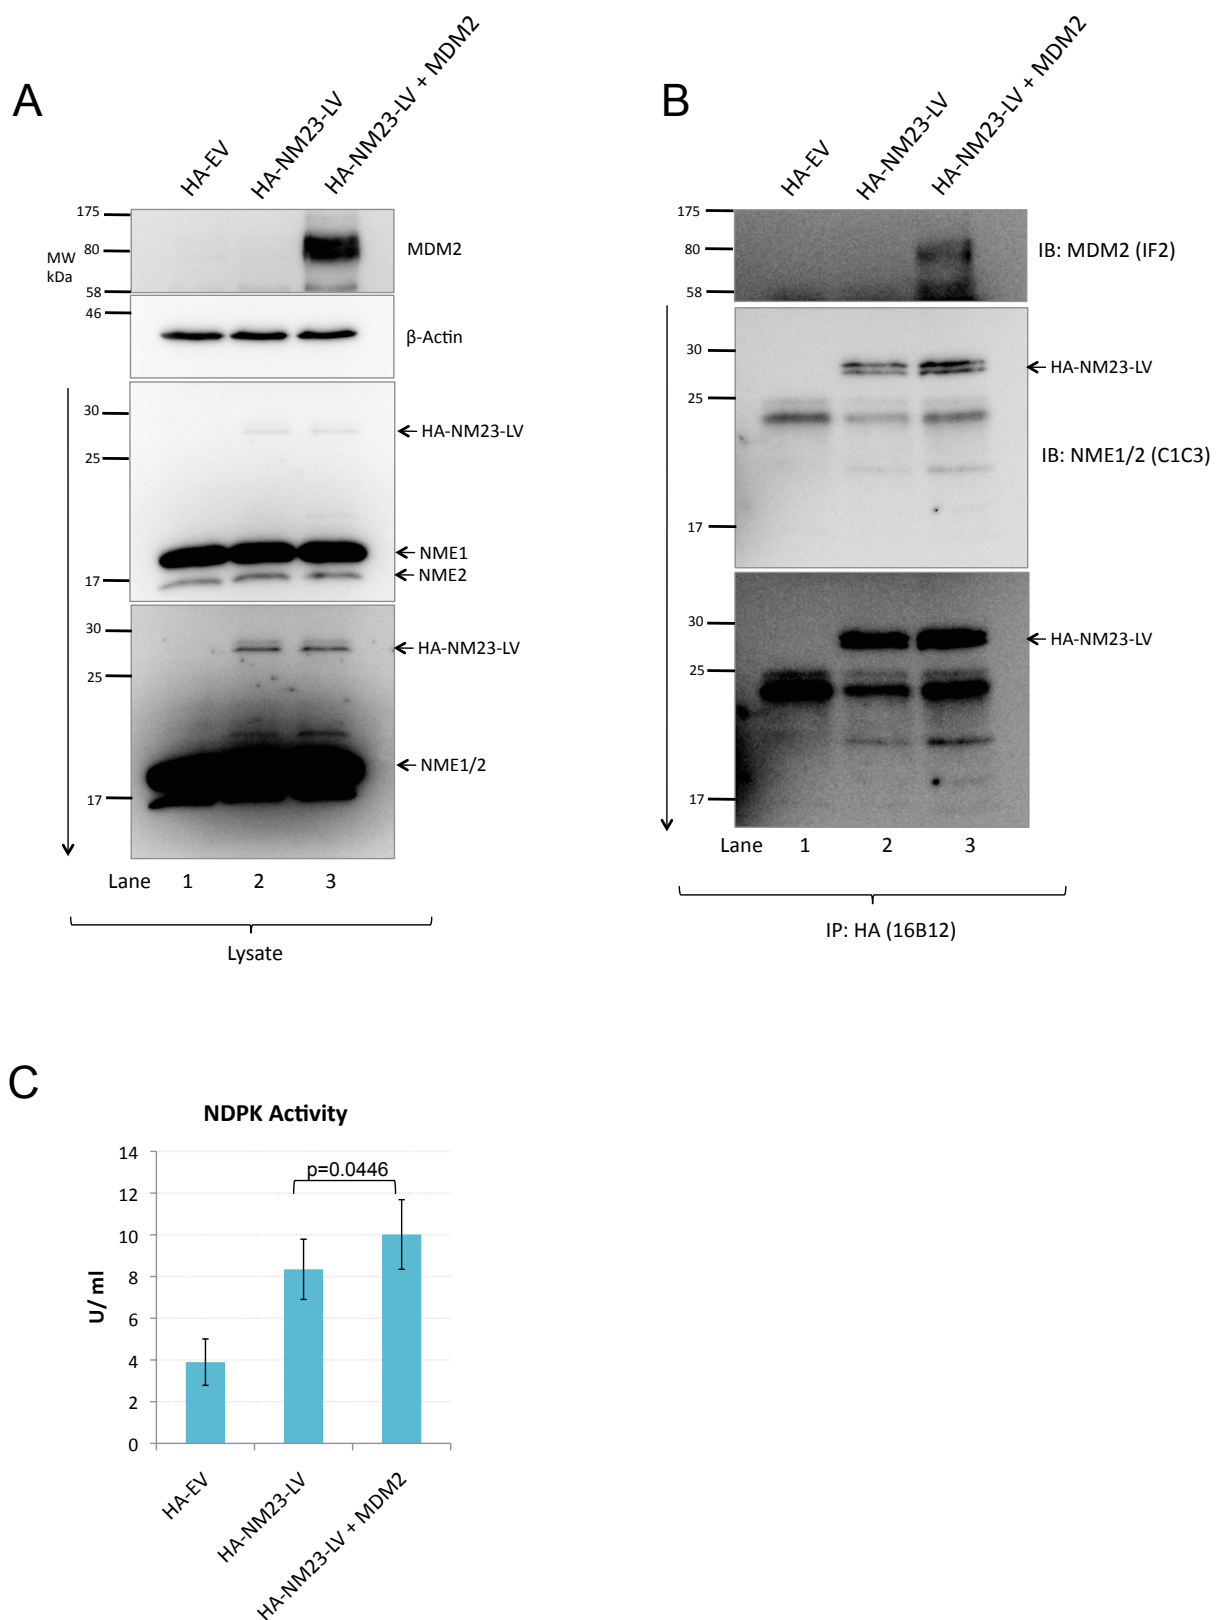 A
HA-EV
HA-NM23-LV
HA-NM23-LV + MDM2
175
80
58
MW
kDa
MDM2
46
β-Actin
30
25
17
HA-NM23-LV
NME1
NME2
30
25
17
HA-NM23-LV
NME1/2
Lane 1 2 3
Lysate
B
HA-EV
HA-NM23-LV
HA-NM23-LV + MDM2
175
80
58
IB: MDM2 (IF2)
30
25
17
HA-NM23-LV
IB: NME1/2 (C1C3)
30
25
17
HA-NM23-LV
Lane 1 2 3
IP: HA (16B12)
C
NDPK Activity
p=0.0446
U/ ml
14
12
10
8
6
4
2
0
HA-EV
HA-NM23-LV
HA-NM23-LV + MDM2